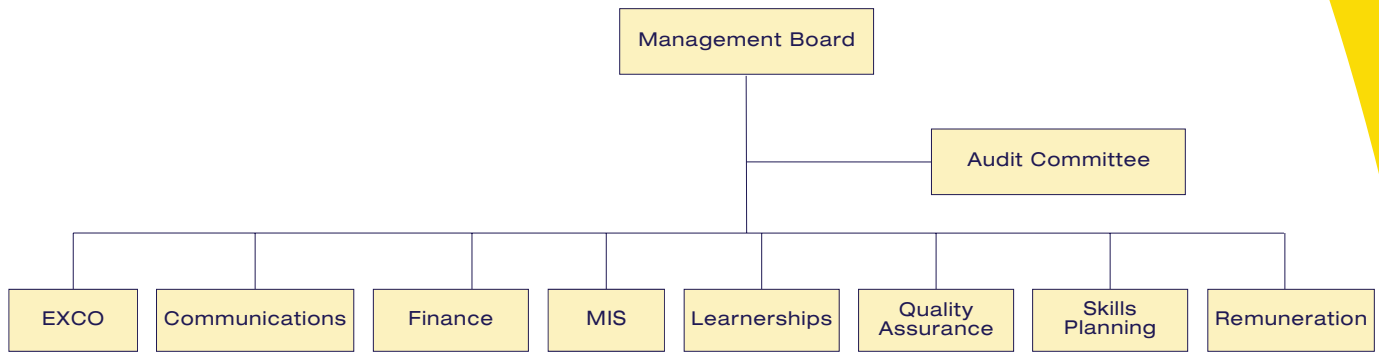 Management Board
Audit Committee
EXCO
Communications
Finance
MIS
Learnerships
Quality
Assurance
Skills
Planning
Remuneration